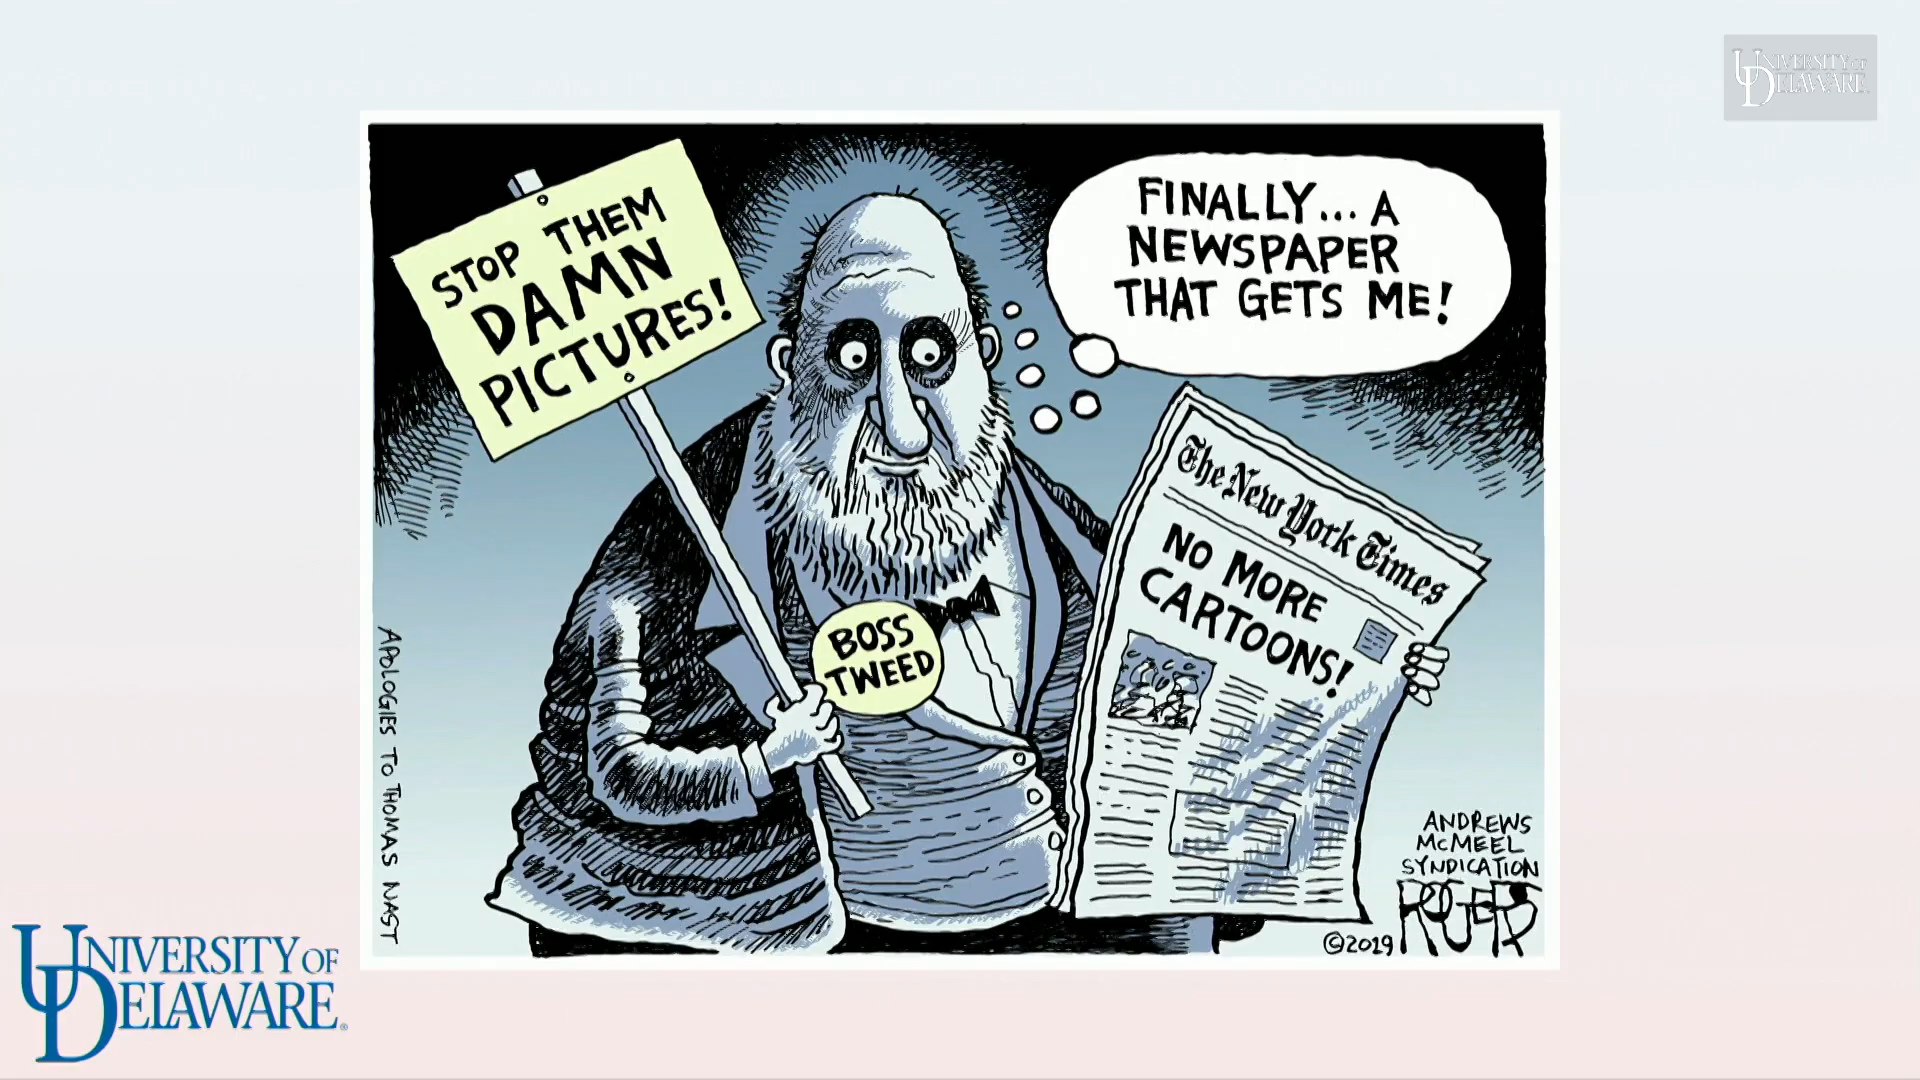 UNIVERSITY OF
DELAWARE
STOP THEM
DAMN
PICTURES!
FINALLY... A
NEWSPAPER
THAT GETS ME!
The New York Times
NO MORE
CARTOONS!
BOSS
TWEED
APOLOGIES TO THOMAS NAST
ANDREWS
McMEEL
SYNDICATION
ROGERS
©2019
UNIVERSITY OF
DELAWARE®